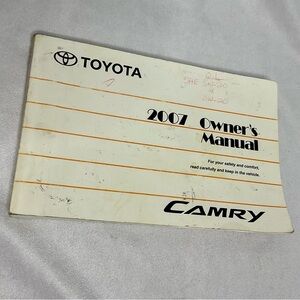 TOYOTA
2007 Owner's
Manual
For your safety and comfort,
read carefully and keep in the vehicle.
CAMRY